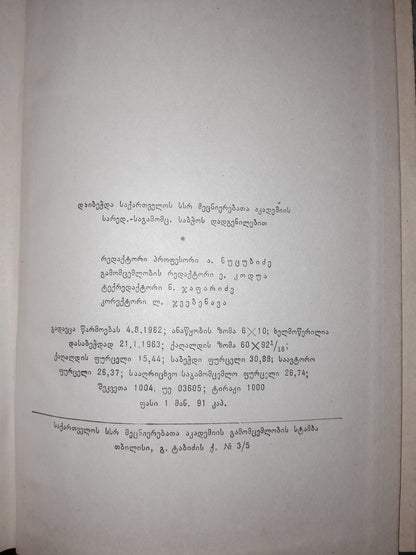 დაიბეჭდა საქართველოს სსრ მეცნიერებათა აკადემიის
სარედ.-საგამომც. საბჭოს დადგენილებით
*
რედაქტორი პროფესორი ა. ნუცუბიძე
გამომცემლობის რედაქტორი ე. კოდუა
ტექრედაქტორი ნ. ჯაფარიძე
კორექტორი ლ. ჯვებენავა
გადაეცა წარმოებას 4.8.1962; ანაწყობის ზომა 6×10; ხელმოწერილია
დასაბეჭდად 21.1.1963; ქაღალდის ზომა 60×92¹/₁₆;
ქაღალდის ფურცელი 15,44; საბეჭდი ფურცელი 30,88; საავტორო
ფურცელი 26,37; სააღრიცხვო-საგამომცემლო ფურცელი 26,74;
შეკვეთა 1004; უე 03605; ტირაჟი 1000
ფასი 1 მან. 91 კაპ.
საქართველოს სსრ მეცნიერებათა აკადემიის გამომცემლობის სტამბა
თბილისი, გ. ტაბიძის ქ. № 3/5